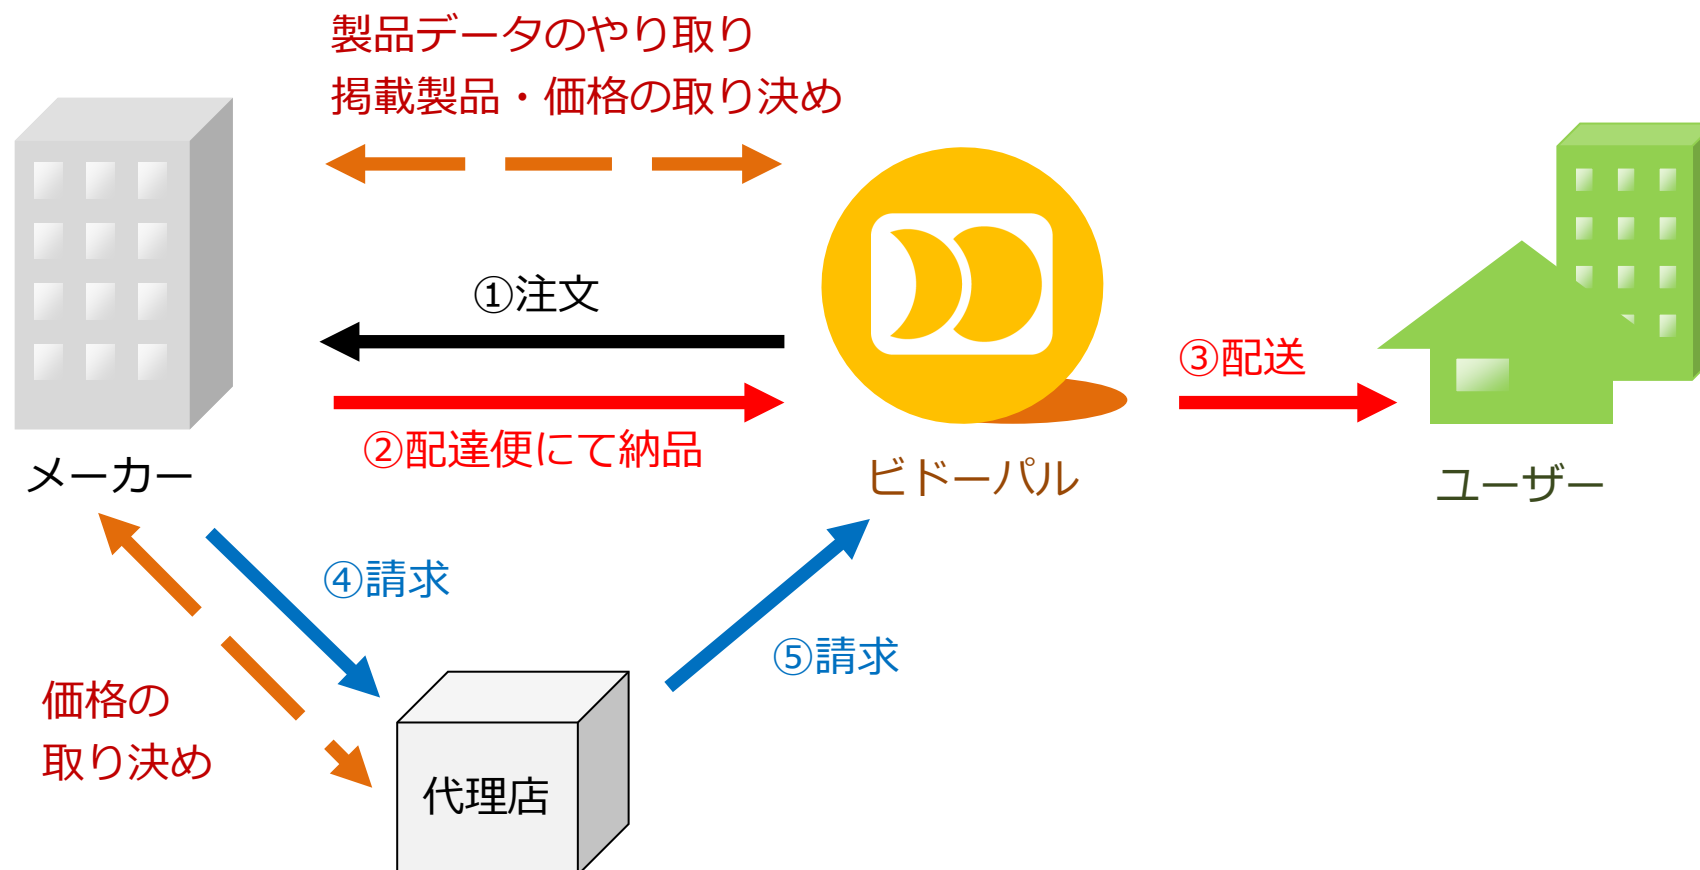 製品データのやり取り
掲載製品・価格の取り決め
①注文
③配送
②配達便にて納品
メーカー
ビドーパル
ユーザー
④請求
⑤請求
価格の
取り決め
代理店